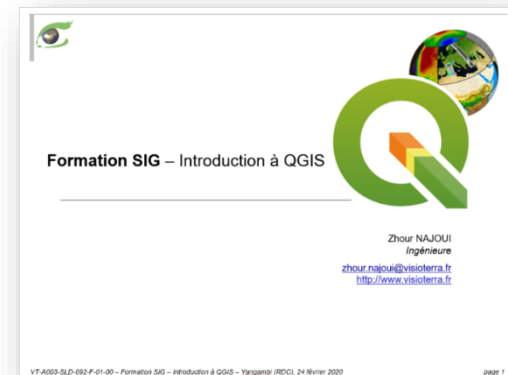 Formation SIG – Introduction à QGIS
Zhour NAJOUI
Ingénieure
zhour.najoui@visioterra.fr
http://www.visioterra.fr
VT-A003-SLD-092-F-01-00 – Formation SIG – Introduction à QGIS – Yangambi (RDC), 24 février 2020 page 1